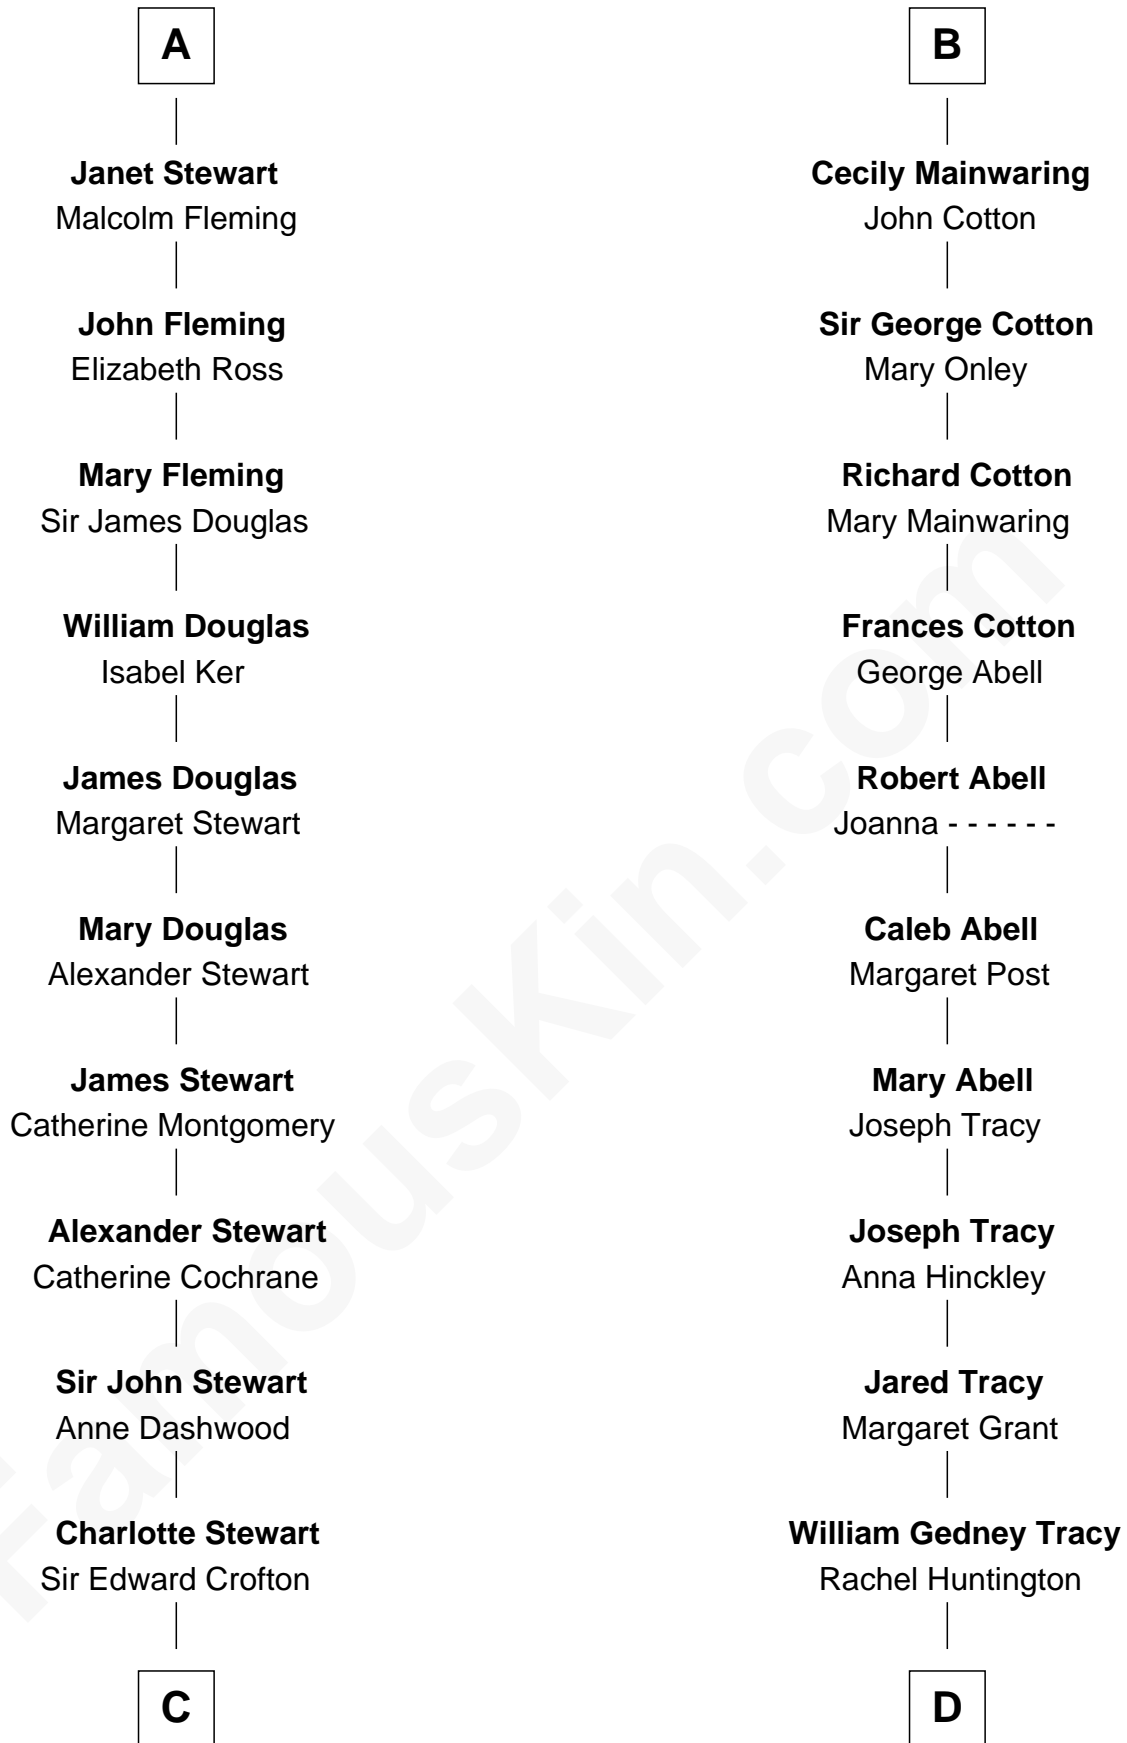 A
Janet Stewart
Malcolm Fleming
John Fleming
Elizabeth Ross
Mary Fleming
Sir James Douglas
William Douglas
Isabel Ker
James Douglas
Margaret Stewart
Mary Douglas
Alexander Stewart
James Stewart
Catherine Montgomery
Alexander Stewart
Catherine Cochrane
Sir John Stewart
Anne Dashwood
Charlotte Stewart
Sir Edward Crofton
C
B
Cecily Mainwaring
John Cotton
Sir George Cotton
Mary Onley
Richard Cotton
Mary Mainwaring
Frances Cotton
George Abell
Robert Abell
Joanna - - - - - -
Caleb Abell
Margaret Post
Mary Abell
Joseph Tracy
Joseph Tracy
Anna Hinckley
Jared Tracy
Margaret Grant
William Gedney Tracy
Rachel Huntington
D
FamousKin.com